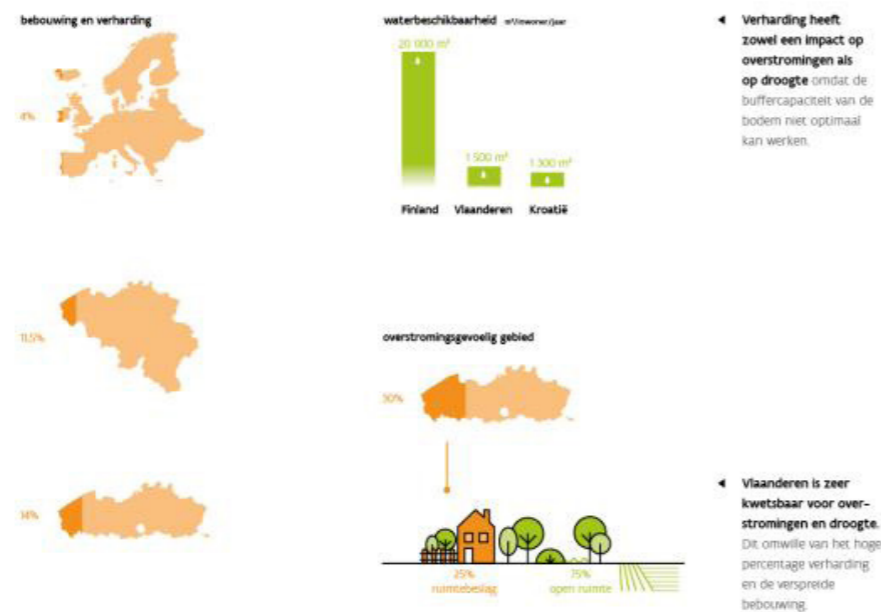 bebouwing en verharding
4%
11,5%
14%
waterbeschikbaarheid m³/inwoner/jaar
20 000 m³
1 500 m³
1 300 m³
Finland Vlaanderen Kroatië
overstromingsgevoelig gebied
30%
25%
ruimtebeslag
75%
open ruimte
◄ Verharding heeft
zowel een impact op
overstromingen als
op droogte omdat de
buffercapaciteit van de
bodem niet optimaal
kan werken.
◄ Vlaanderen is zeer
kwetsbaar voor over-
stromingen en droogte.
Dit omwille van het hoge
percentage verharding
en de verspreide
bebouwing.